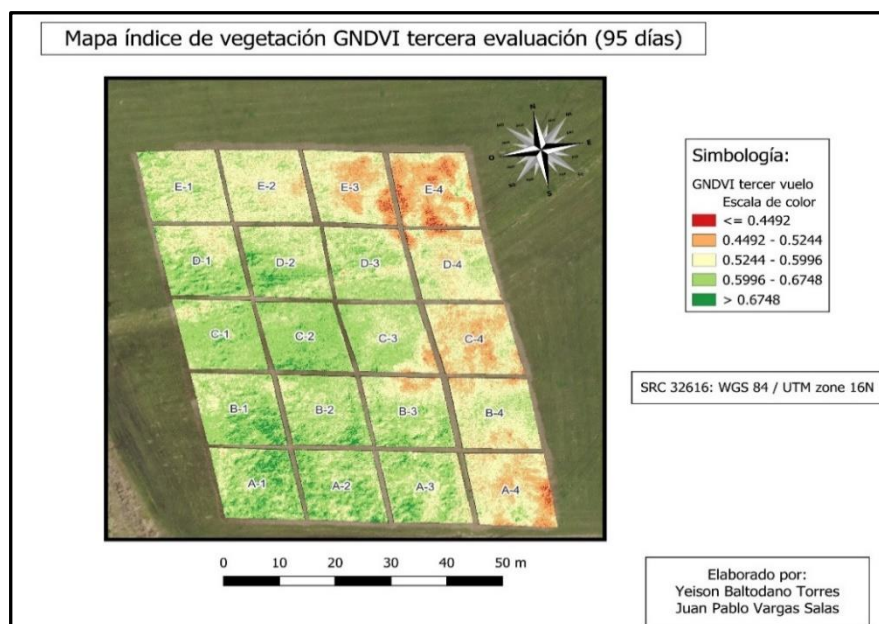 Mapa índice de vegetación GNDVI tercera evaluación (95 días)
N
E
S
O
E-1 E-2 E-3 E-4
D-1 D-2 D-3 D-4
C-1 C-2 C-3 C-4
B-1 B-2 B-3 B-4
A-1 A-2 A-3 A-4
Simbología:
GNDVI tercer vuelo
Escala de color
<= 0.4492
0.4492 - 0.5244
0.5244 - 0.5996
0.5996 - 0.6748
> 0.6748
SRC 32616: WGS 84 / UTM zone 16N
0 10 20 30 40 50 m
Elaborado por:
Yeison Baltodano Torres
Juan Pablo Vargas Salas